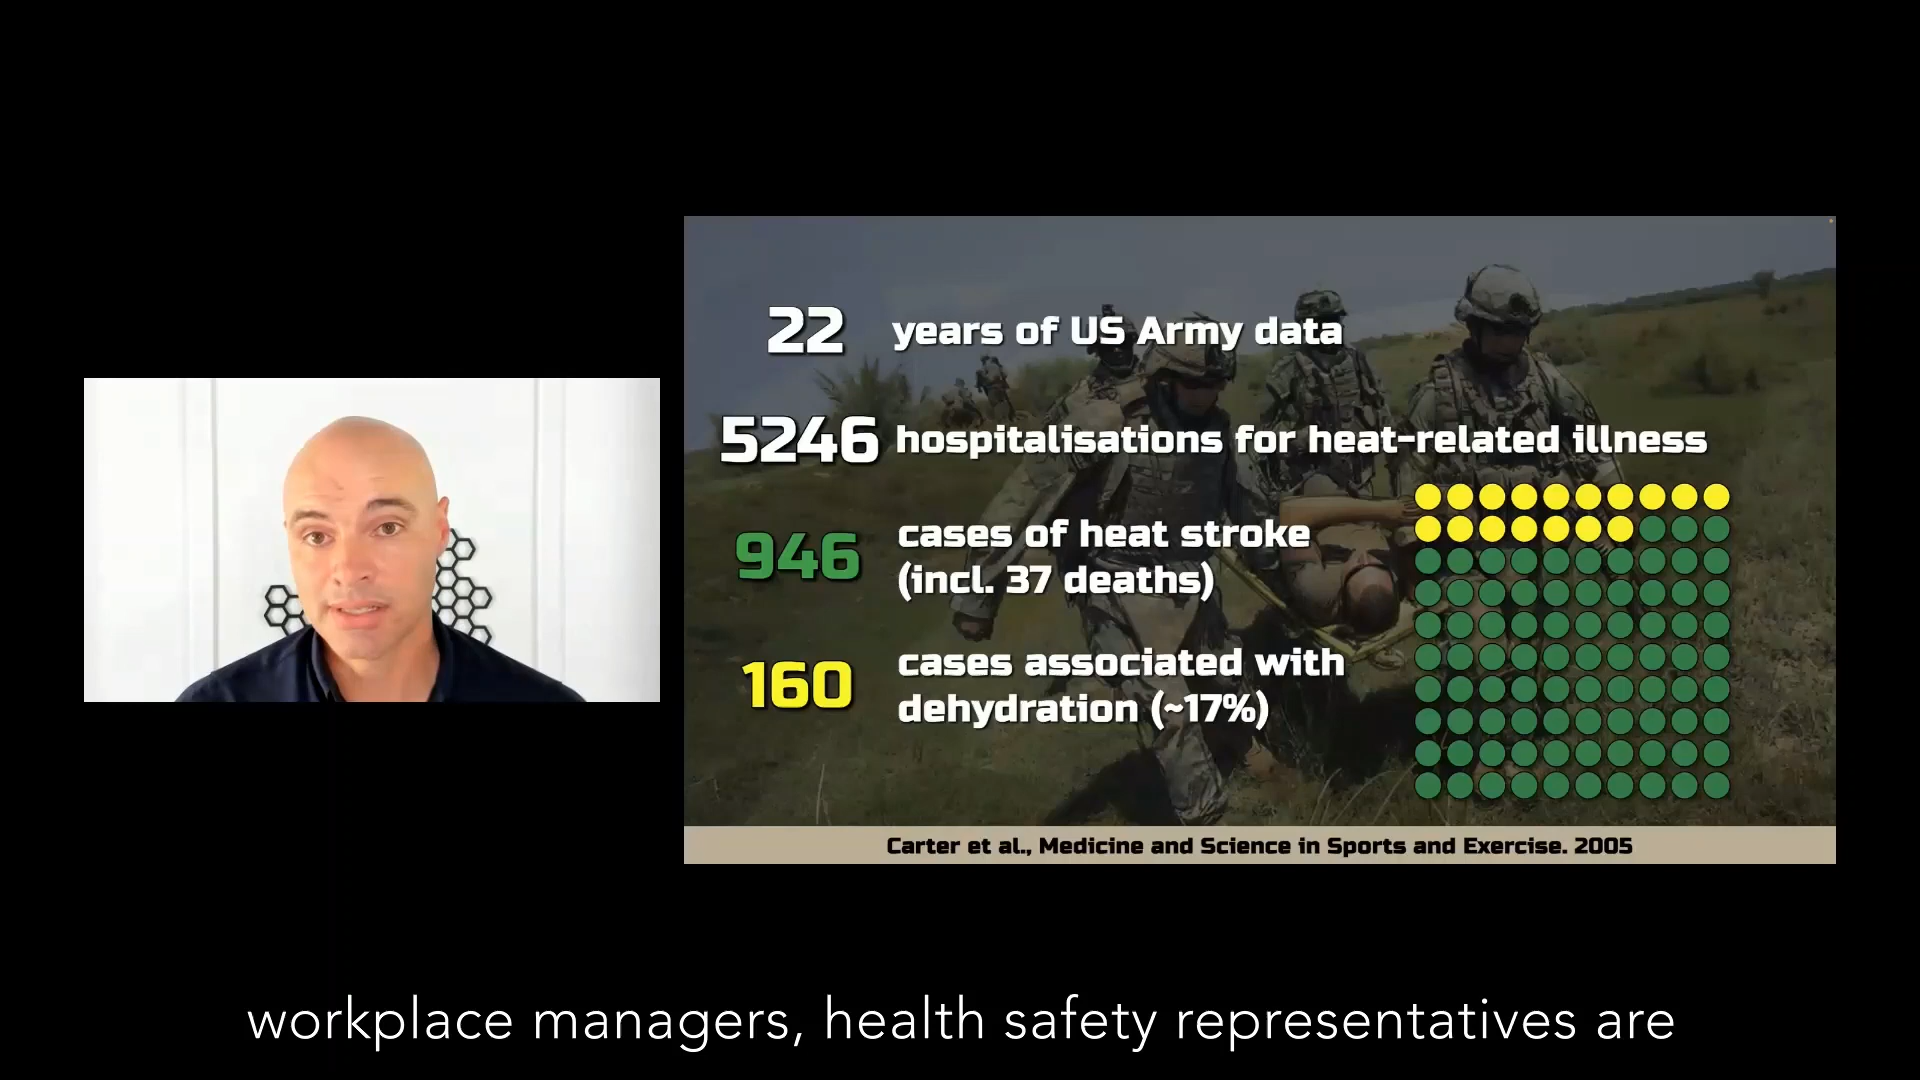 22 years of US Army data
5246 hospitalisations for heat-related illness
946 cases of heat stroke
(incl. 37 deaths)
160 cases associated with
dehydration (~17%)
Carter et al., Medicine and Science in Sports and Exercise. 2005
workplace managers, health safety representatives are